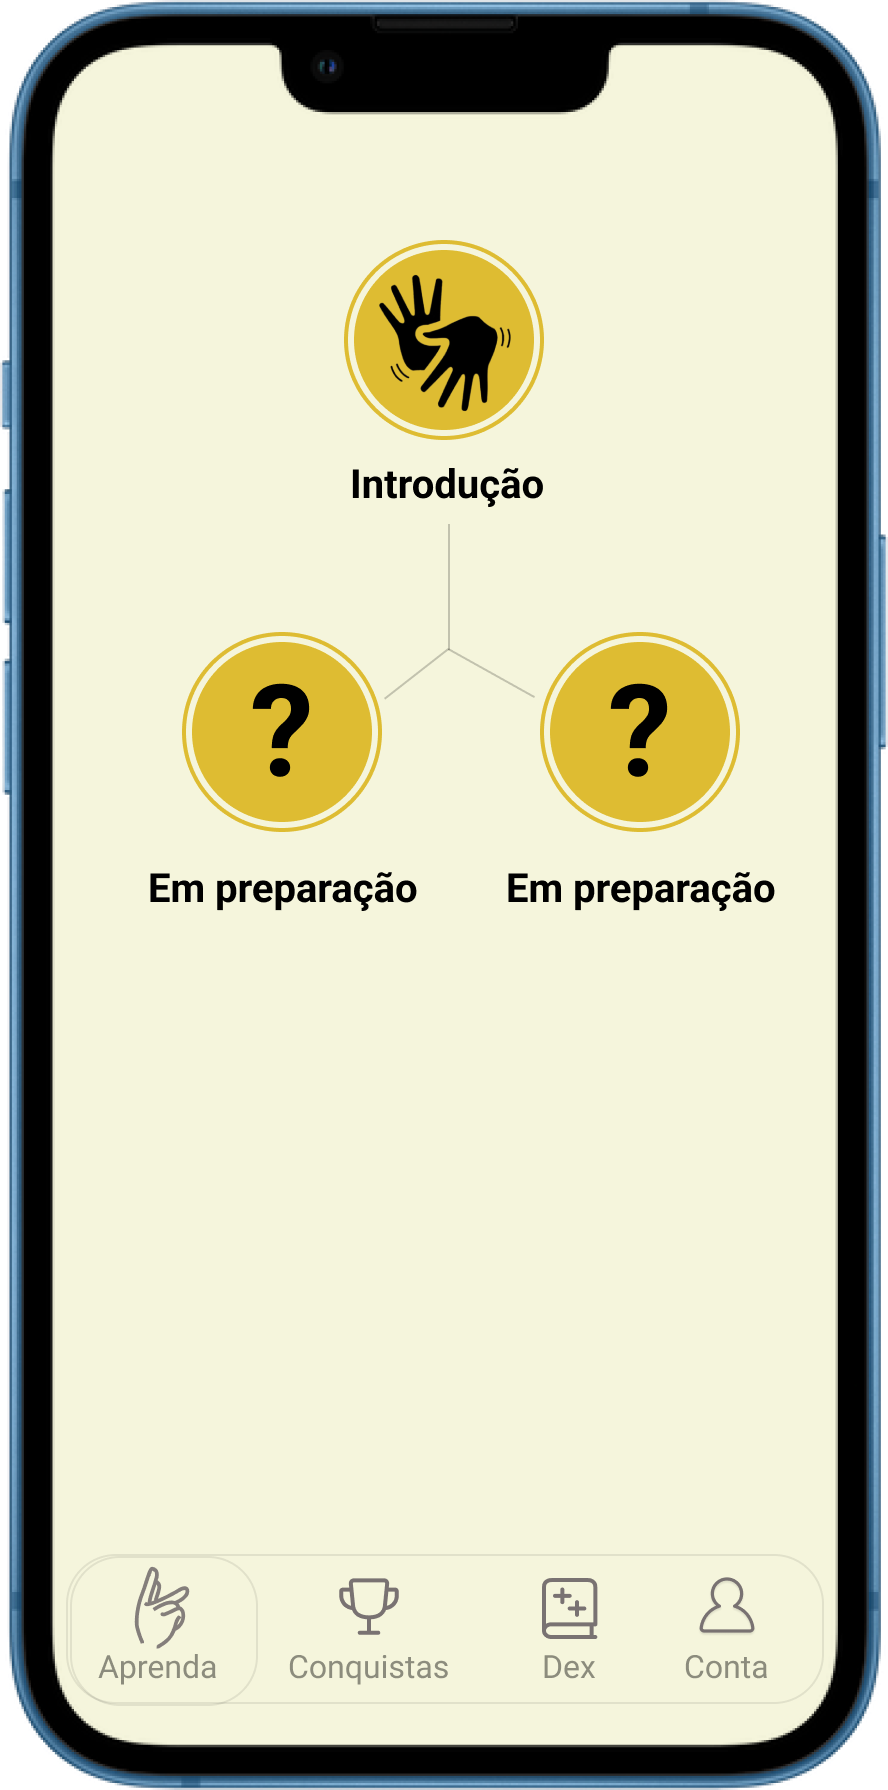 Introdução
?
?
Em preparação
Em preparação
Aprenda
Conquistas
Dex
Conta